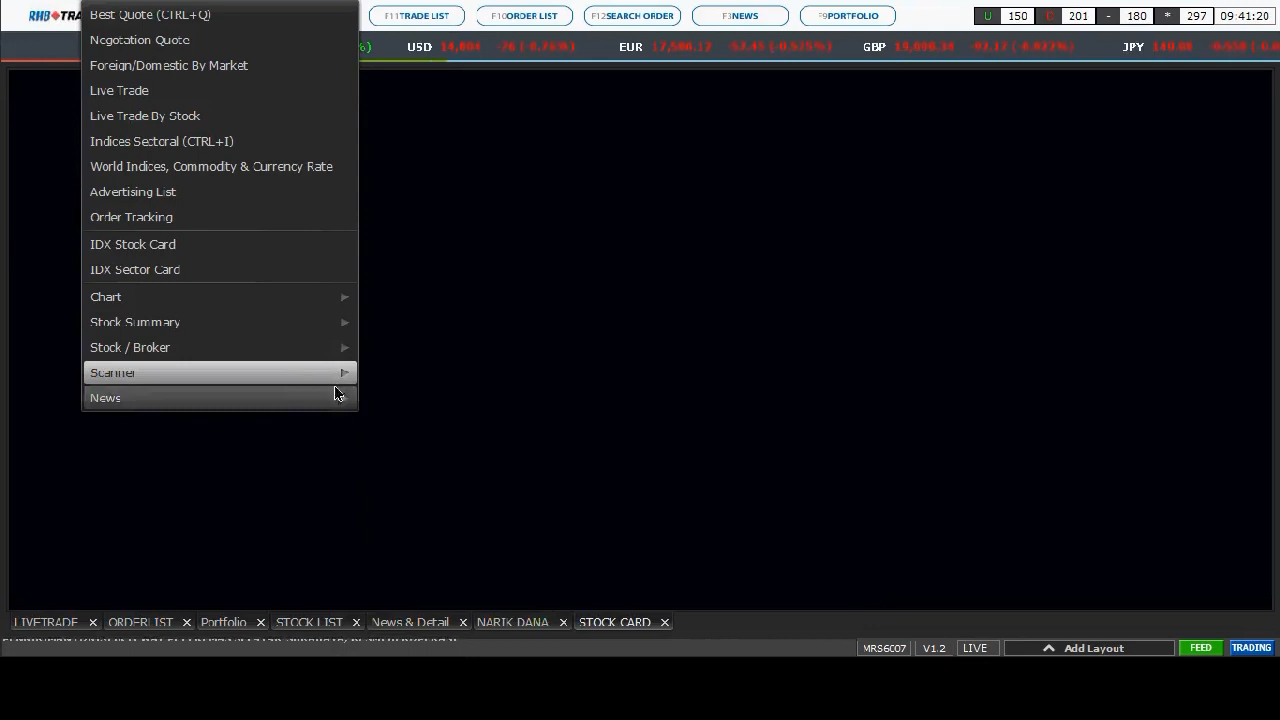 RHB TRA
F11TRADE LIST
F10ORDER LIST
F12SEARCH ORDER
F3NEWS
F9PORTFOLIO
U 150 201 - 180 * 297 09:41:20
%) USD EUR GBP JPY
Best Quote (CTRL+Q)
Negotation Quote
Foreign/Domestic By Market
Live Trade
Live Trade By Stock
Indices Sectoral (CTRL+I)
World Indices, Commodity & Currency Rate
Advertising List
Order Tracking
IDX Stock Card
IDX Sector Card
Chart
Stock Summary
Stock / Broker
Scanner
News
LIVETRADE ORDERLIST Portfolio STOCK LIST News & Detail NARIK DANA STOCK CARD
MRS6007 V1.2 LIVE Add Layout FEED TRADING